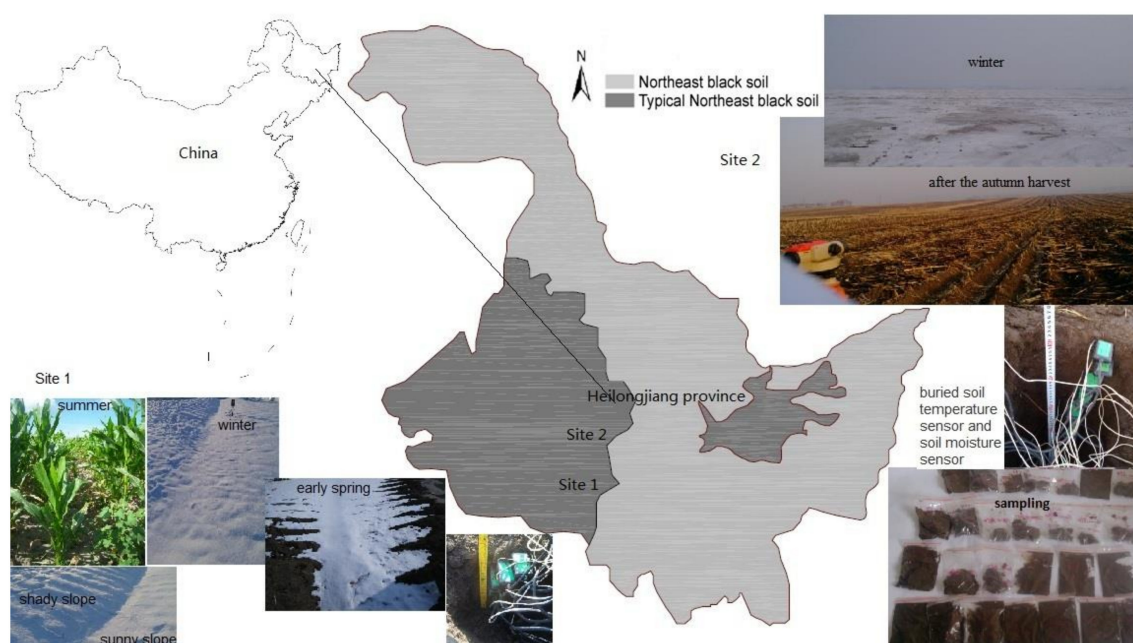 N
Northeast black soil
Typical Northeast black soil
winter
China
Site 2
after the autumn harvest
Site 1
summer
winter
Heilongjiang province
buried soil
temperature
sensor and
soil moisture
sensor
Site 2
Site 1
early spring
sampling
shady slope
sunny slope